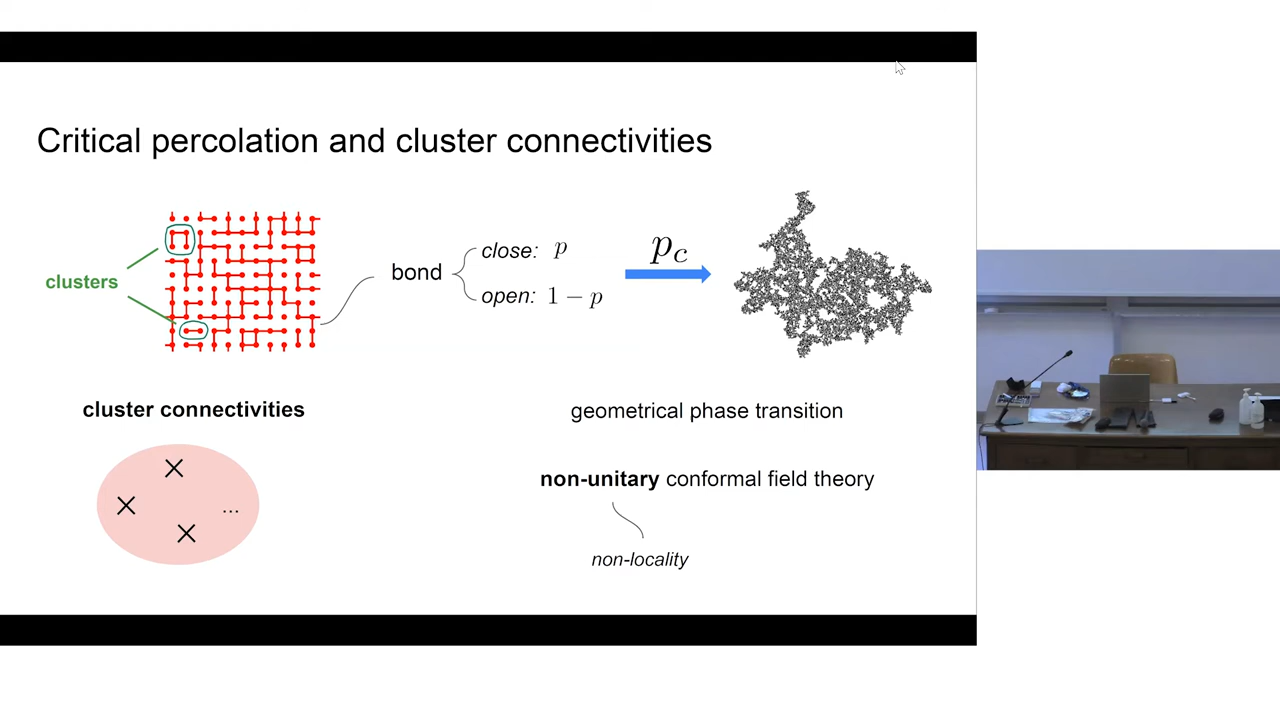 Critical percolation and cluster connectivities
clusters
bond
close: p
open: 1 − p
p_c
cluster connectivities
...
geometrical phase transition
non-unitary conformal field theory
non-locality